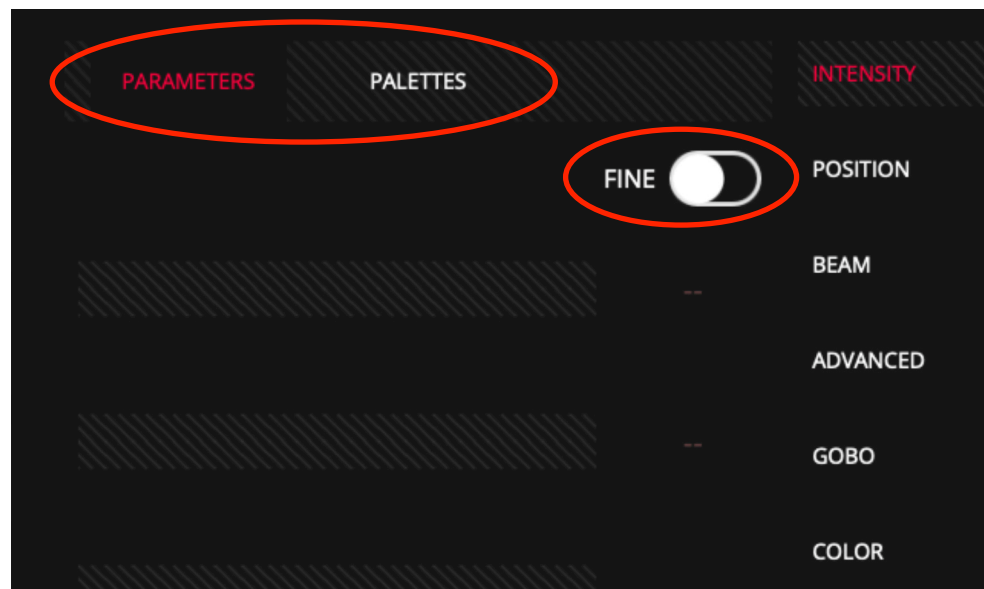 PARAMETERS PALETTES
INTENSITY
FINE
POSITION
BEAM
--
ADVANCED
--
GOBO
COLOR